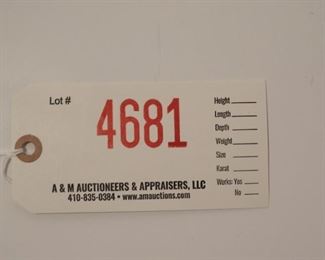 Lot #
4681
A & M AUCTIONEERS & APPRAISERS, LLC
410-835-0384 • www.amauctions.com
Height
Length
Depth
Weight
Size
Karat
Works: Yes
No